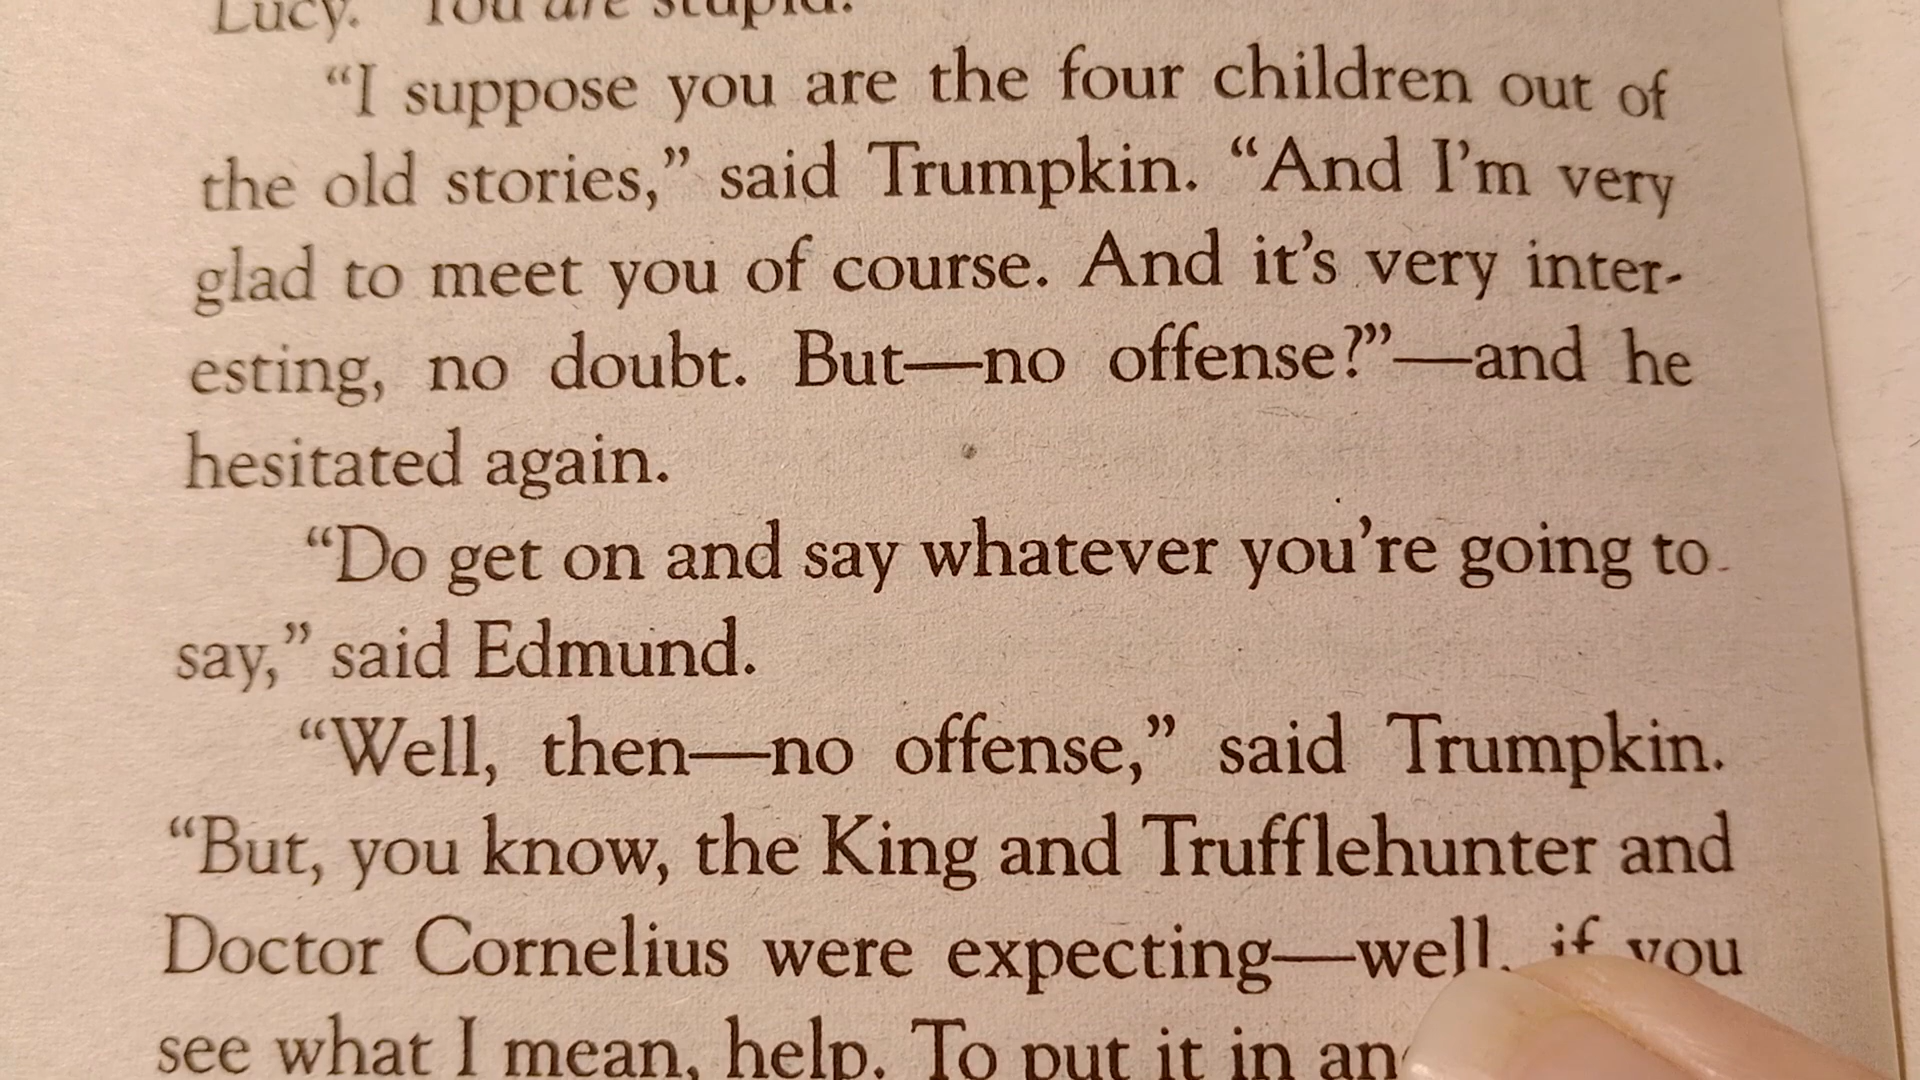 Lucy. You are stupid.
“I suppose you are the four children out of
the old stories,” said Trumpkin. “And I’m very
glad to meet you of course. And it’s very inter-
esting, no doubt. But—no offense?”—and he
hesitated again.
“Do get on and say whatever you’re going to
say,” said Edmund.
“Well, then—no offense,” said Trumpkin.
“But, you know, the King and Trufflehunter and
Doctor Cornelius were expecting—well, if you
see what I mean, help. To put it in